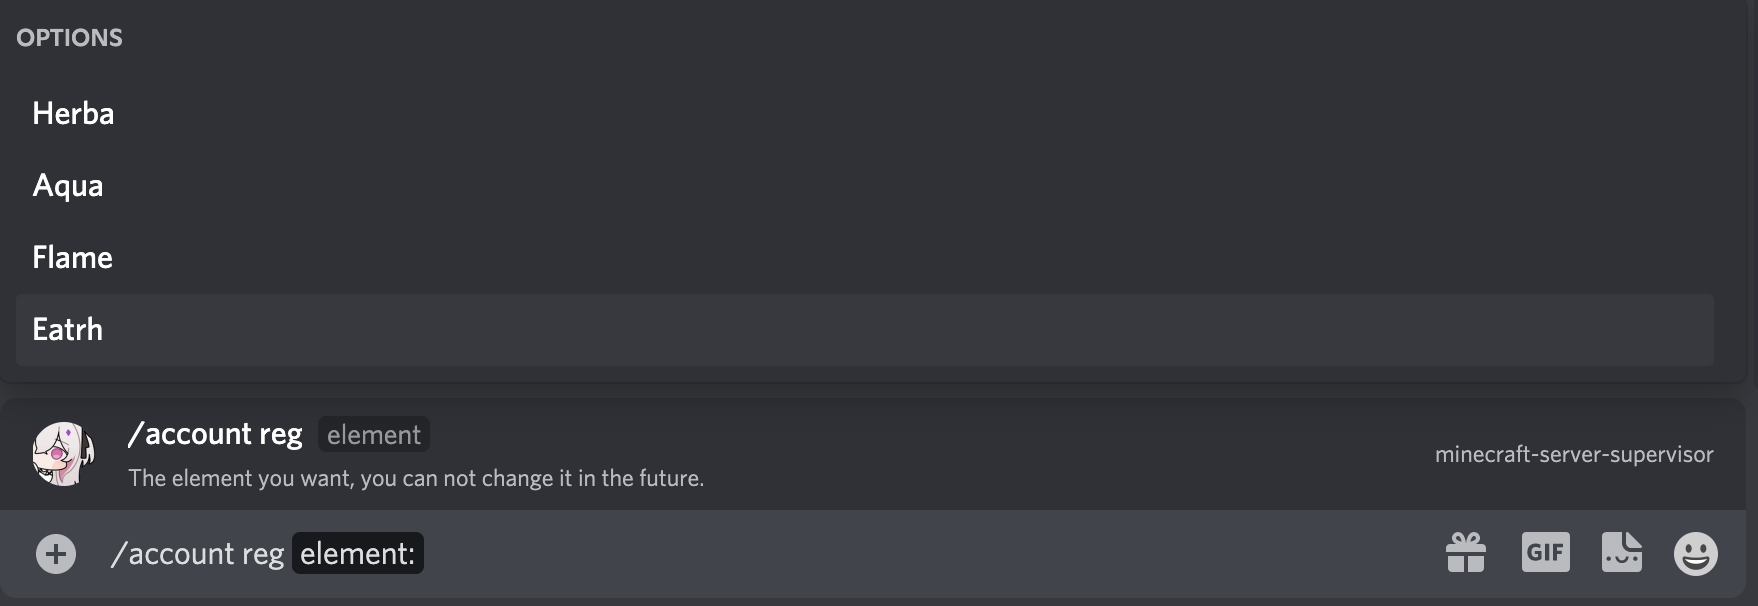 OPTIONS
Herba
Aqua
Flame
Eatrh
/account reg element
The element you want, you can not change it in the future.
minecraft-server-supervisor
/account reg element:
GIF